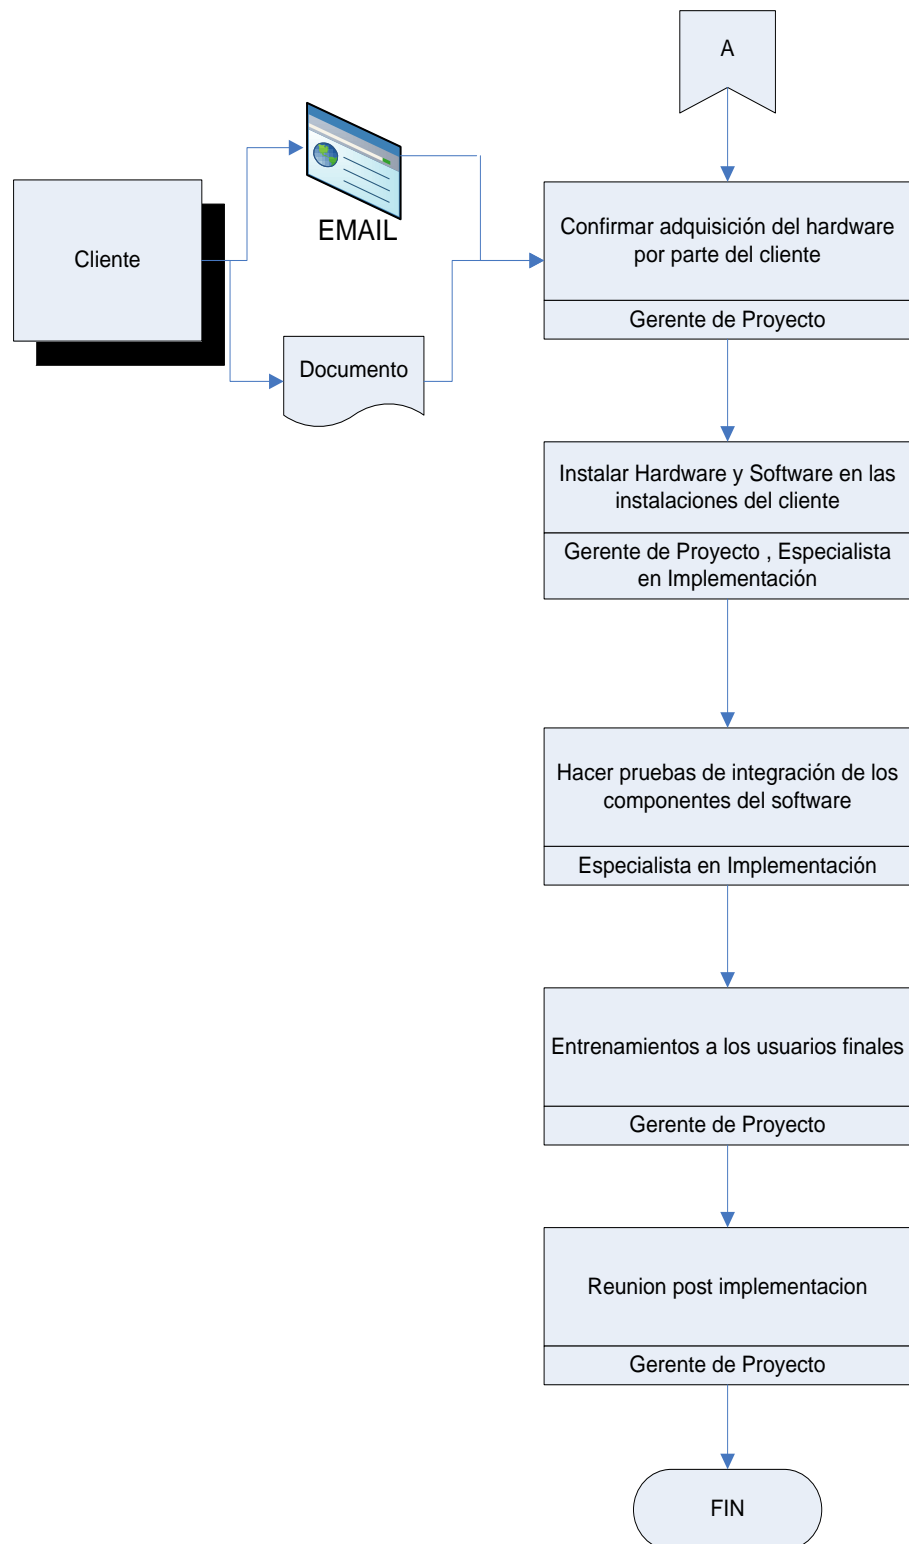 A
Cliente
EMAIL
Documento
Confirmar adquisición del hardware
por parte del cliente
Gerente de Proyecto
Instalar Hardware y Software en las
instalaciones del cliente
Gerente de Proyecto , Especialista
en Implementación
Hacer pruebas de integración de los
componentes del software
Especialista en Implementación
Entrenamientos a los usuarios finales
Gerente de Proyecto
Reunion post implementacion
Gerente de Proyecto
FIN